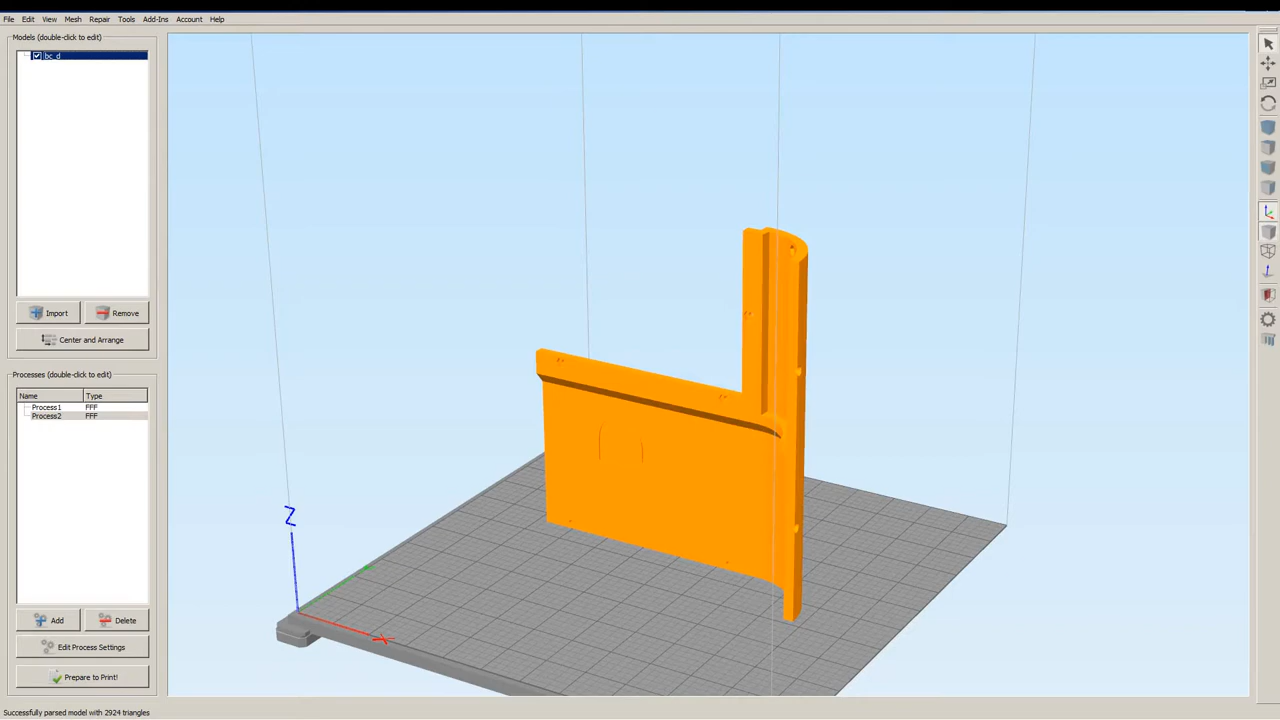 File Edit View Mesh Repair Tools Add-Ins Account Help
Models (double-click to edit)
bc_d
Import Remove
Center and Arrange
Processes (double-click to edit)
Name Type
Process1 FFF
Process2 FFF
Add Delete
Edit Process Settings
Prepare to Print!
Z
X
Successfully parsed model with 2924 triangles